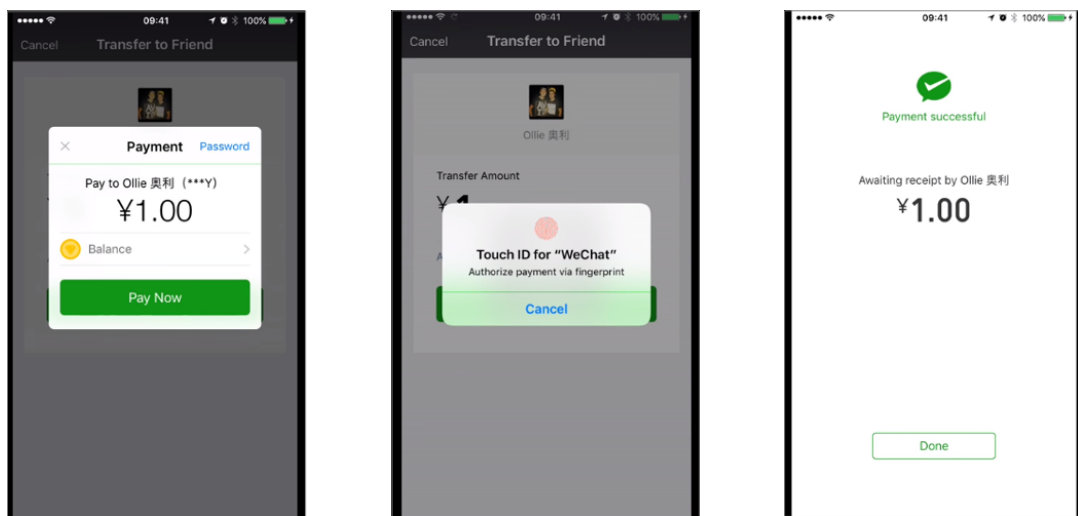 09:41
100%
Cancel
Transfer to Friend
Payment
Password
Pay to Ollie 奥利 (***Y)
¥1.00
Balance
Pay Now
09:41
100%
Cancel
Transfer to Friend
Ollie 奥利
Transfer Amount
¥
Touch ID for “WeChat”
Authorize payment via fingerprint
Cancel
09:41
100%
Payment successful
Awaiting receipt by Ollie 奥利
¥1.00
Done